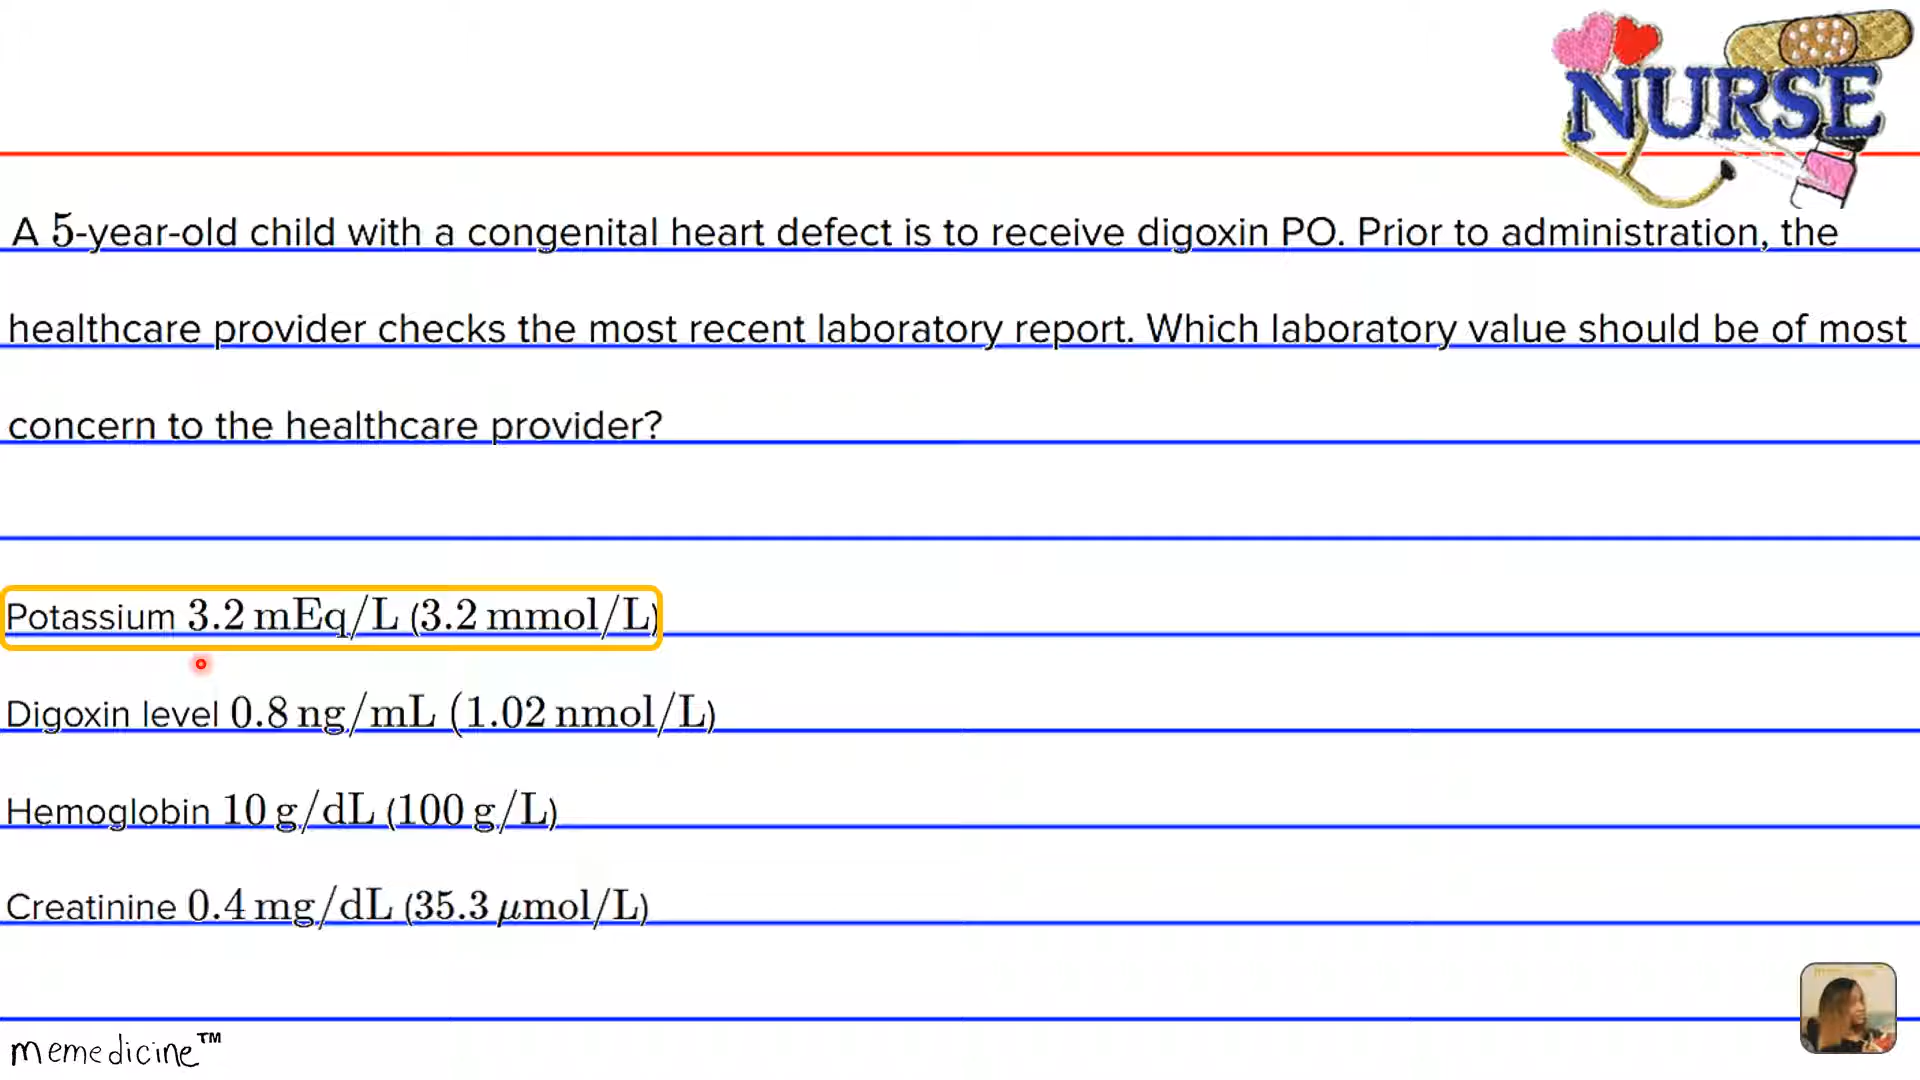 NURSE
A 5-year-old child with a congenital heart defect is to receive digoxin PO. Prior to administration, the
healthcare provider checks the most recent laboratory report. Which laboratory value should be of most
concern to the healthcare provider?
Potassium 3.2 mEq/L (3.2 mmol/L)
Digoxin level 0.8 ng/mL (1.02 nmol/L)
Hemoglobin 10 g/dL (100 g/L)
Creatinine 0.4 mg/dL (35.3 μmol/L)
memedicine™